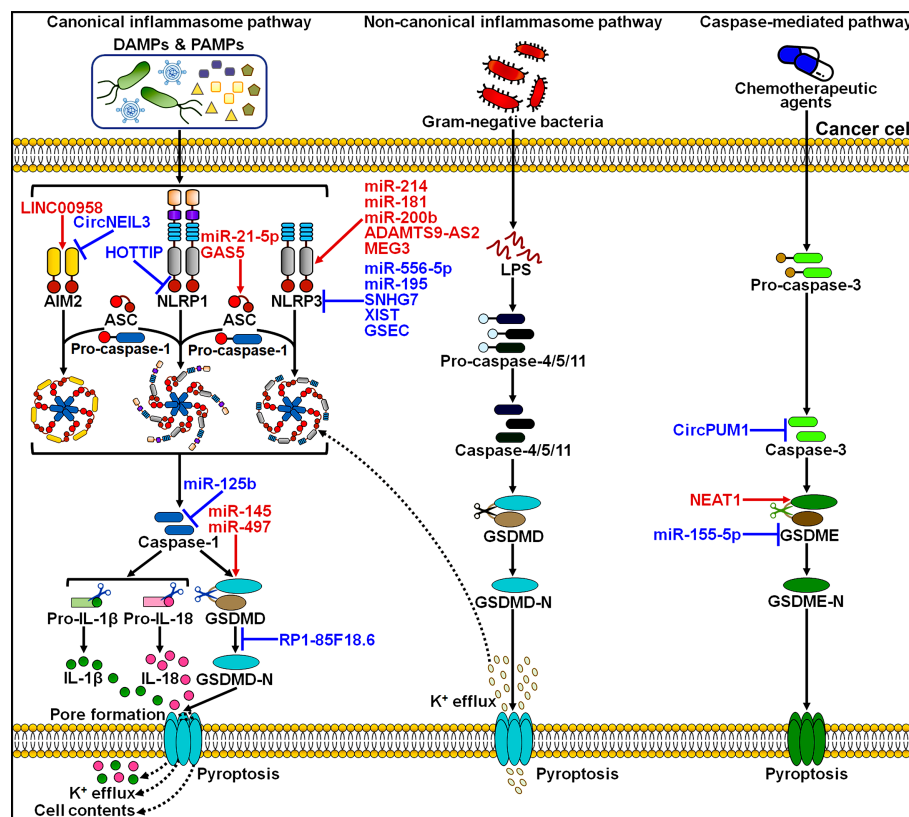 Canonical inflammasome pathway
DAMPs & PAMPs
LINC00958
CircNEIL3
HOTTIP
miR-21-5p
GAS5
miR-214
miR-181
miR-200b
ADAMTS9-AS2
MEG3
miR-556-5p
miR-195
SNHG7
XIST
GSEC
AIM2
NLRP1
NLRP3
ASC
ASC
Pro-caspase-1
Pro-caspase-1
miR-125b
miR-145
miR-497
Caspase-1
Pro-IL-1β
Pro-IL-18
GSDMD
RP1-85F18.6
IL-1β
IL-18
GSDMD-N
Pore formation
Pyroptosis
K+ efflux
Cell contents
Non-canonical inflammasome pathway
Gram-negative bacteria
LPS
Pro-caspase-4/5/11
Caspase-4/5/11
GSDMD
GSDMD-N
K+ efflux
Pyroptosis
Caspase-mediated pathway
Chemotherapeutic
agents
Cancer cell
Pro-caspase-3
CircPUM1
Caspase-3
NEAT1
miR-155-5p
GSDME
GSDME-N
Pyroptosis